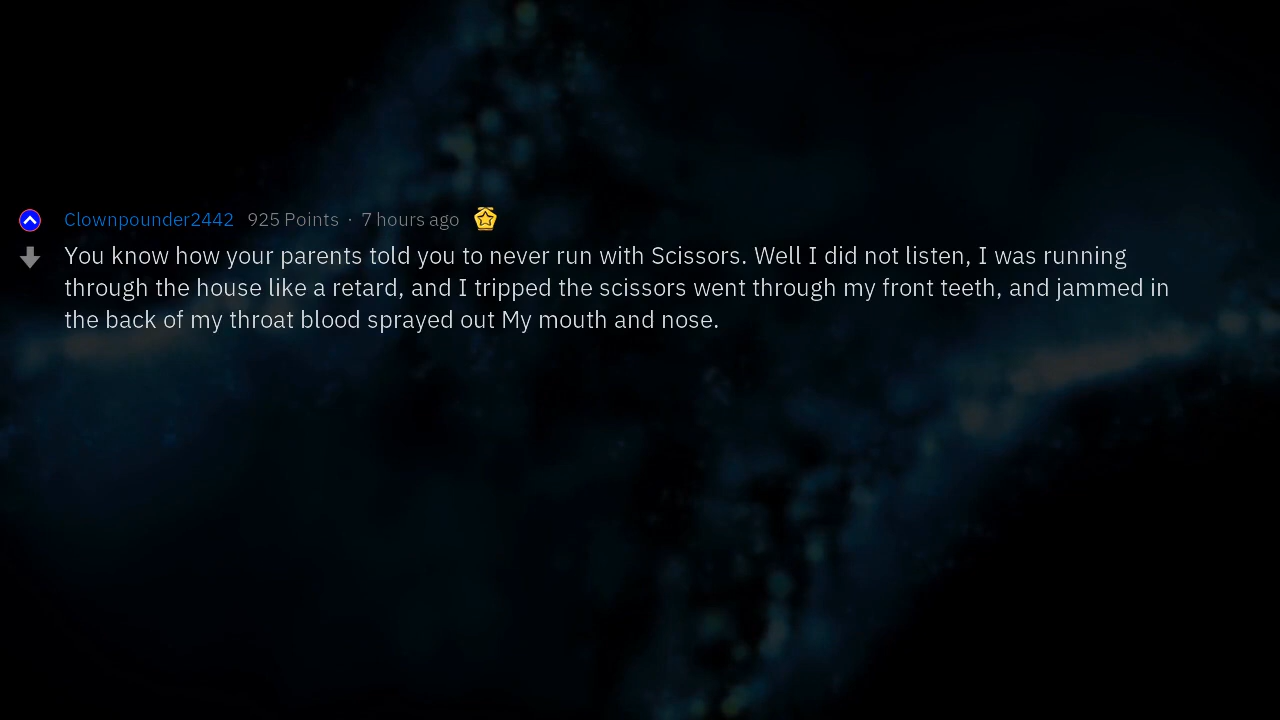 Clownpounder2442 925 Points · 7 hours ago
You know how your parents told you to never run with Scissors. Well I did not listen, I was running
through the house like a retard, and I tripped the scissors went through my front teeth, and jammed in
the back of my throat blood sprayed out My mouth and nose.